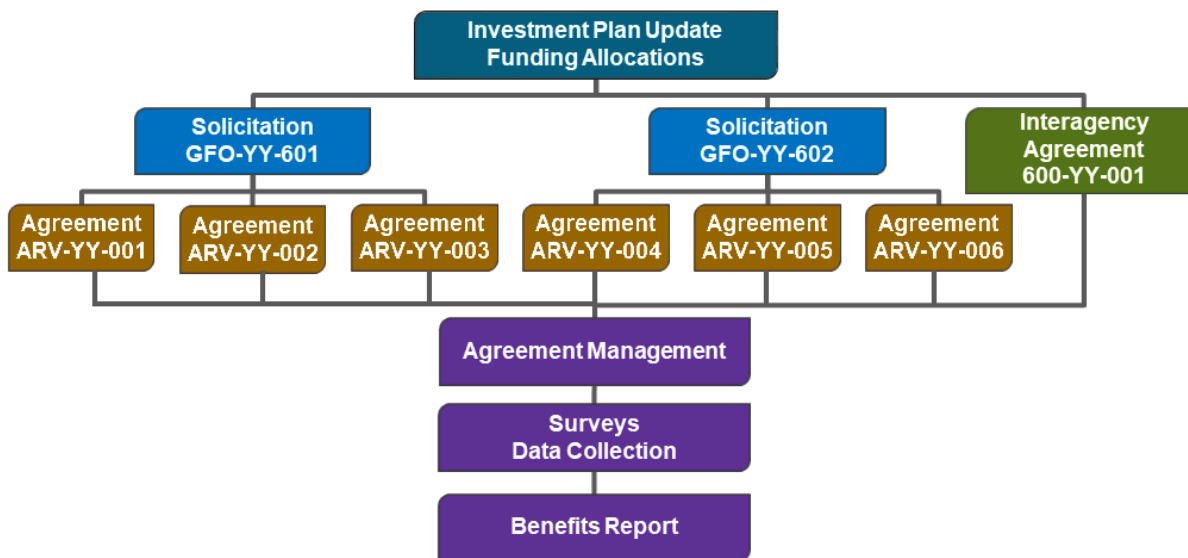 Investment Plan Update
Funding Allocations
Solicitation
GFO-YY-601
Solicitation
GFO-YY-602
Interagency
Agreement
600-YY-001
Agreement
ARV-YY-001
Agreement
ARV-YY-002
Agreement
ARV-YY-003
Agreement
ARV-YY-004
Agreement
ARV-YY-005
Agreement
ARV-YY-006
Agreement Management
Surveys
Data Collection
Benefits Report